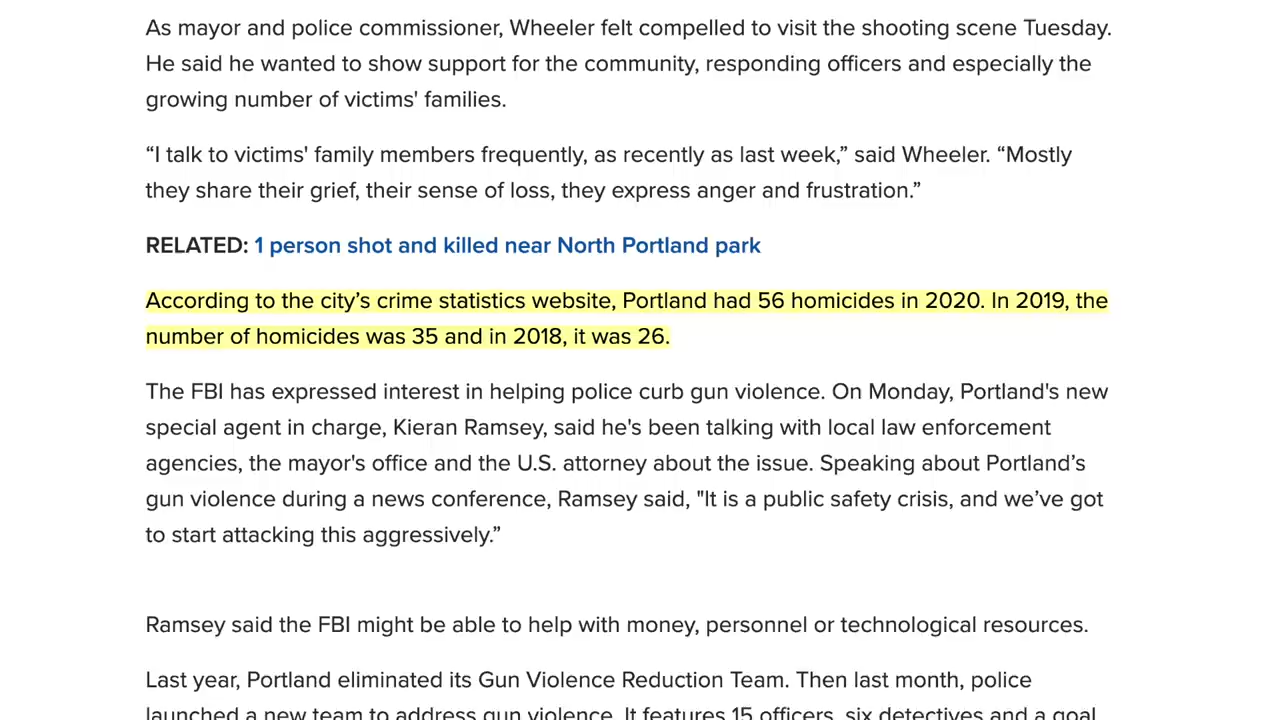 As mayor and police commissioner, Wheeler felt compelled to visit the shooting scene Tuesday.
He said he wanted to show support for the community, responding officers and especially the
growing number of victims' families.
“I talk to victims' family members frequently, as recently as last week,” said Wheeler. “Mostly
they share their grief, their sense of loss, they express anger and frustration.”
RELATED: 1 person shot and killed near North Portland park
According to the city’s crime statistics website, Portland had 56 homicides in 2020. In 2019, the
number of homicides was 35 and in 2018, it was 26.
The FBI has expressed interest in helping police curb gun violence. On Monday, Portland's new
special agent in charge, Kieran Ramsey, said he's been talking with local law enforcement
agencies, the mayor's office and the U.S. attorney about the issue. Speaking about Portland’s
gun violence during a news conference, Ramsey said, "It is a public safety crisis, and we’ve got
to start attacking this aggressively.”
Ramsey said the FBI might be able to help with money, personnel or technological resources.
Last year, Portland eliminated its Gun Violence Reduction Team. Then last month, police
launched a new team to address gun violence. It features 15 officers, six detectives and a goal